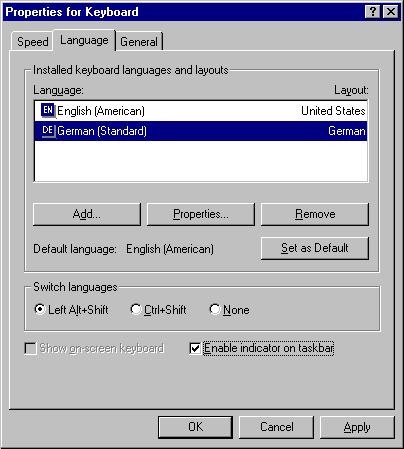 Properties for Keyboard
Speed Language General
Installed keyboard languages and layouts
Language: Layout:
EN English (American) United States
DE German (Standard) German
Add... Properties... Remove
Default language: English (American) Set as Default
Switch languages
Left Alt+Shift Ctrl+Shift None
Show on-screen keyboard Enable indicator on taskbar
OK Cancel Apply